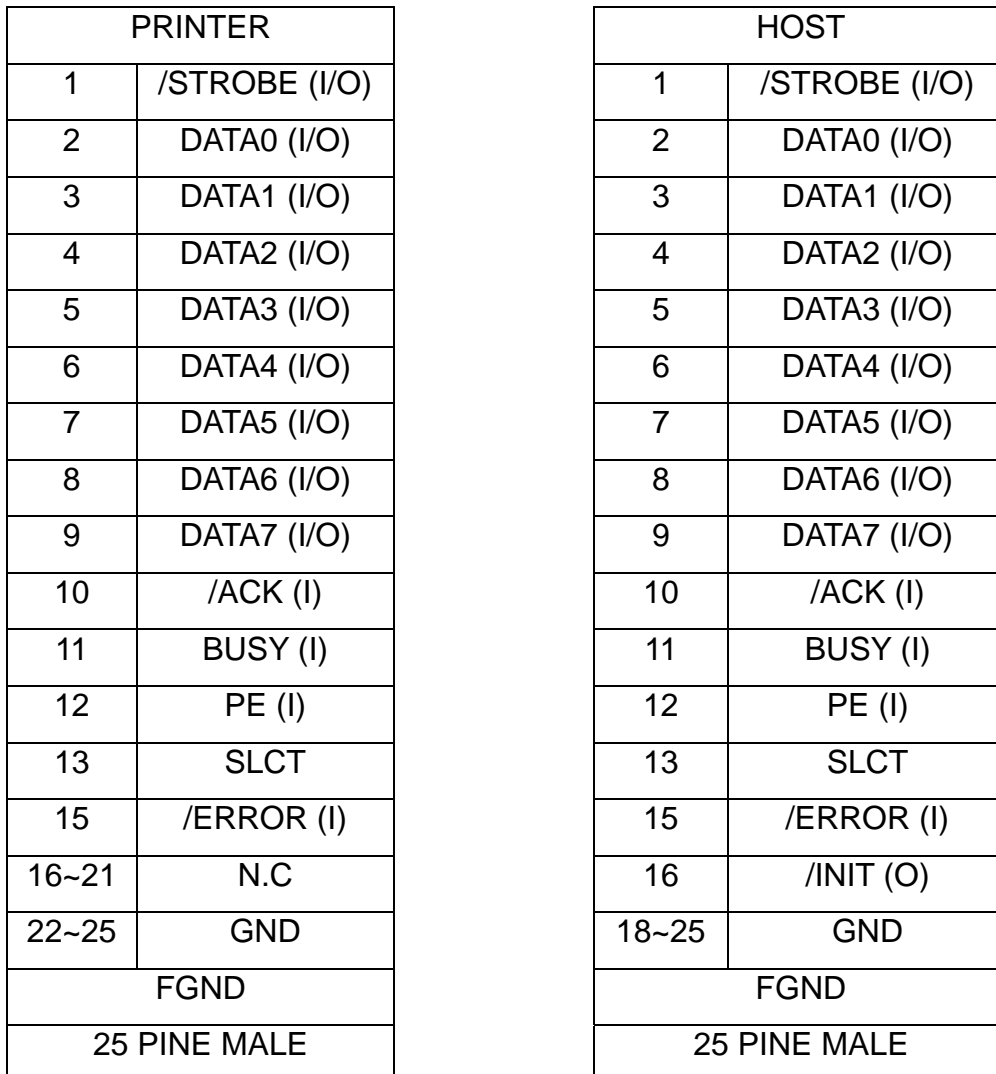 PRINTER HOST
1 /STROBE (I/O) 1 /STROBE (I/O)
2 DATA0 (I/O) 2 DATA0 (I/O)
3 DATA1 (I/O) 3 DATA1 (I/O)
4 DATA2 (I/O) 4 DATA2 (I/O)
5 DATA3 (I/O) 5 DATA3 (I/O)
6 DATA4 (I/O) 6 DATA4 (I/O)
7 DATA5 (I/O) 7 DATA5 (I/O)
8 DATA6 (I/O) 8 DATA6 (I/O)
9 DATA7 (I/O) 9 DATA7 (I/O)
10 /ACK (I) 10 /ACK (I)
11 BUSY (I) 11 BUSY (I)
12 PE (I) 12 PE (I)
13 SLCT 13 SLCT
15 /ERROR (I) 15 /ERROR (I)
16~21 N.C 16 /INIT (O)
22~25 GND 18~25 GND
FGND FGND
25 PINE MALE 25 PINE MALE